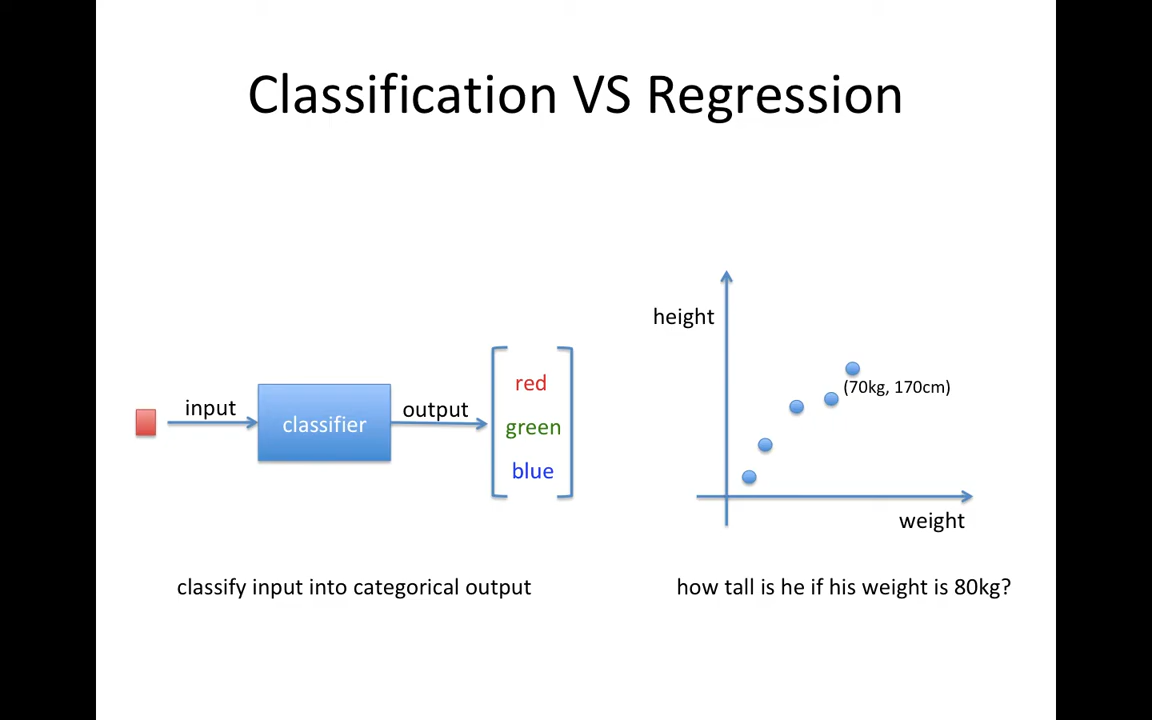 Classification VS Regression
input
classifier
output
red
green
blue
classify input into categorical output
height
(70kg, 170cm)
weight
how tall is he if his weight is 80kg?